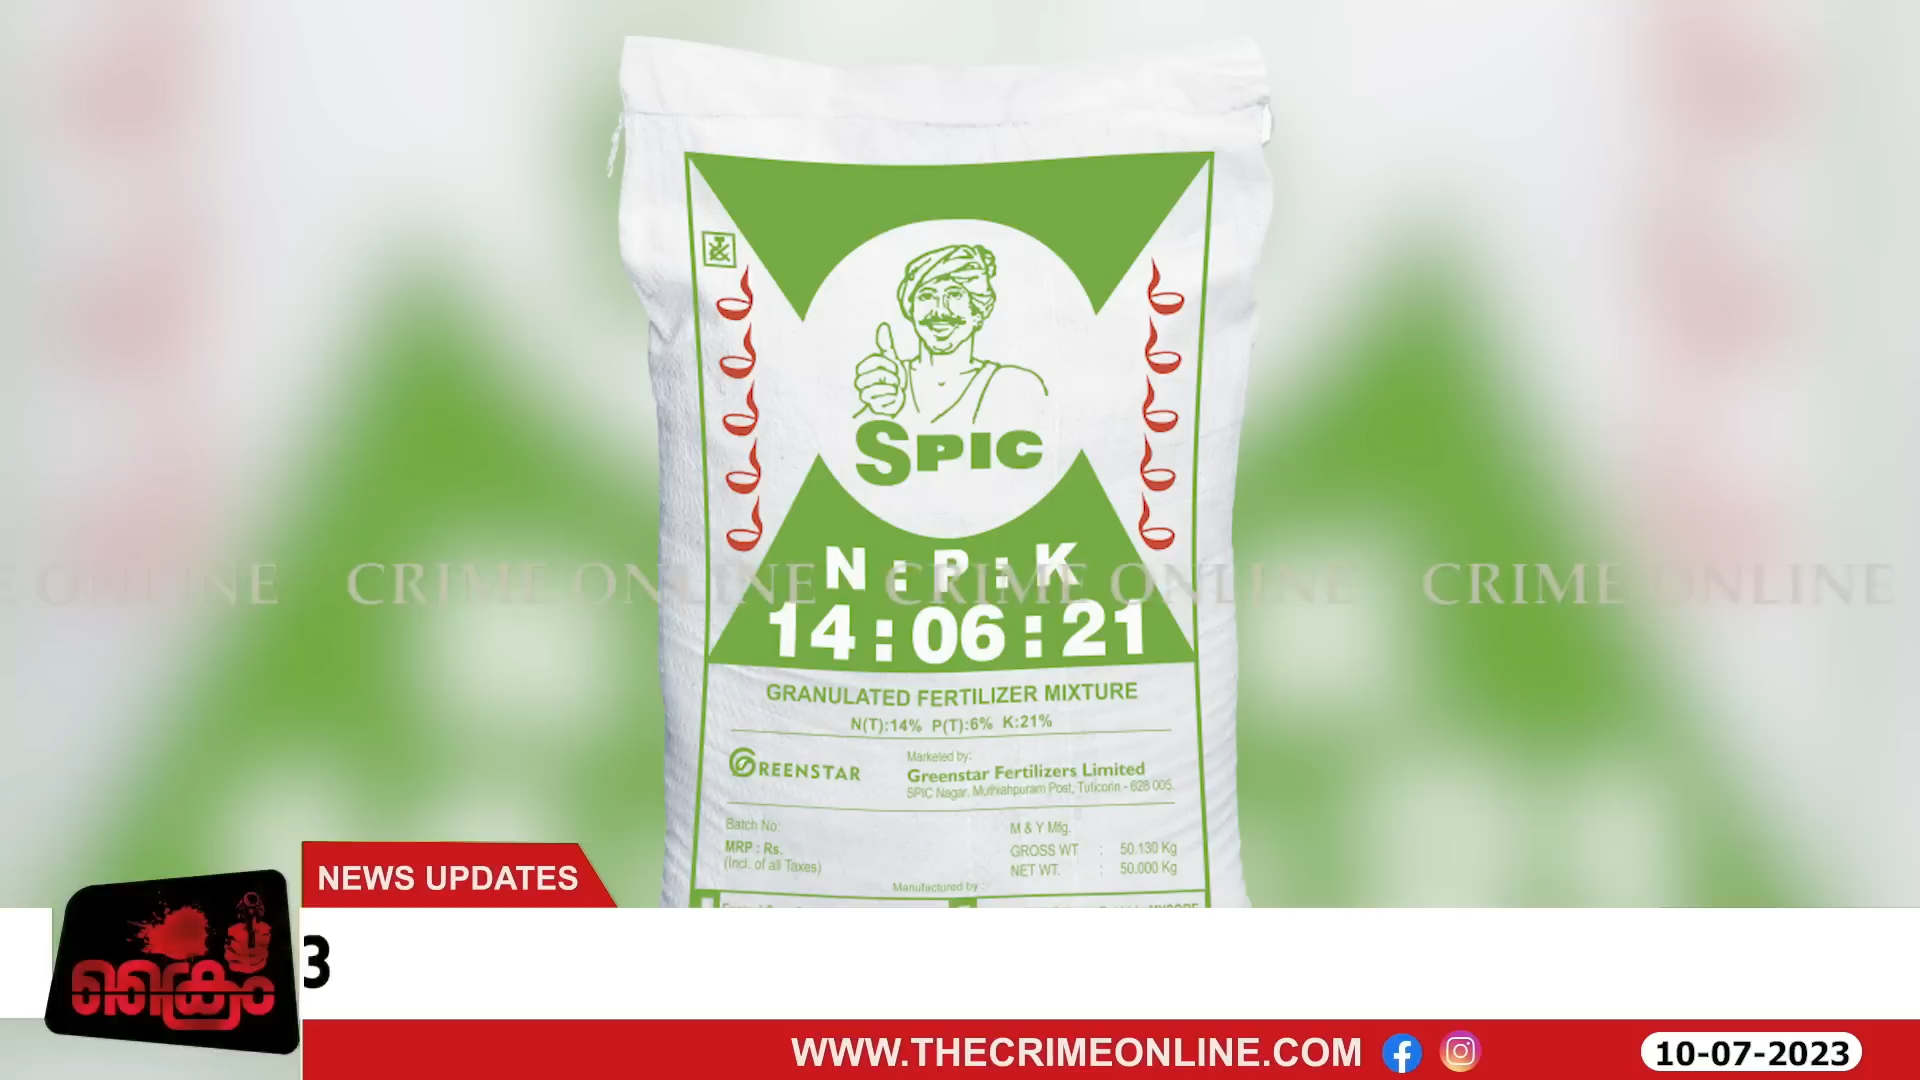 SPIC
N : P : K
14 : 06 : 21
GRANULATED FERTILIZER MIXTURE
N(T):14% P(T):6% K:21%
GREENSTAR
Marketed by:
Greenstar Fertilizers Limited
SPIC Nagar, Muthiahpuram Post, Tuticorin - 628 005.
Batch No:
MRP : Rs.
(Incl. of all Taxes)
M & Y Mfg.
GROSS WT : 50.130 Kg
NET WT. : 50.000 Kg
Manufactured by :
E ONLINE CRIME ONLINE CRIME ONLINE CRIME ONLINE
NEWS UPDATES
ക്രൈം
3
WWW.THECRIMEONLINE.COM
10-07-2023